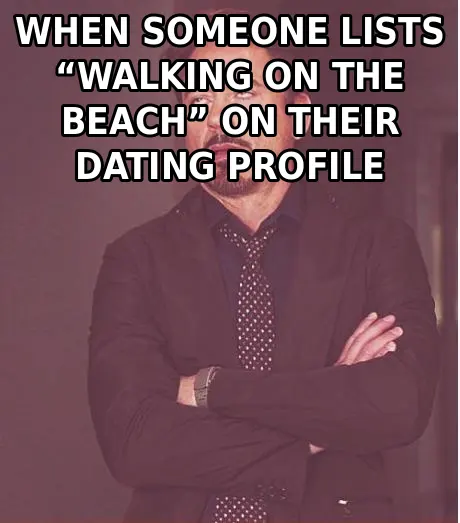 WHEN SOMEONE LISTS
“WALKING ON THE
BEACH” ON THEIR
DATING PROFILE